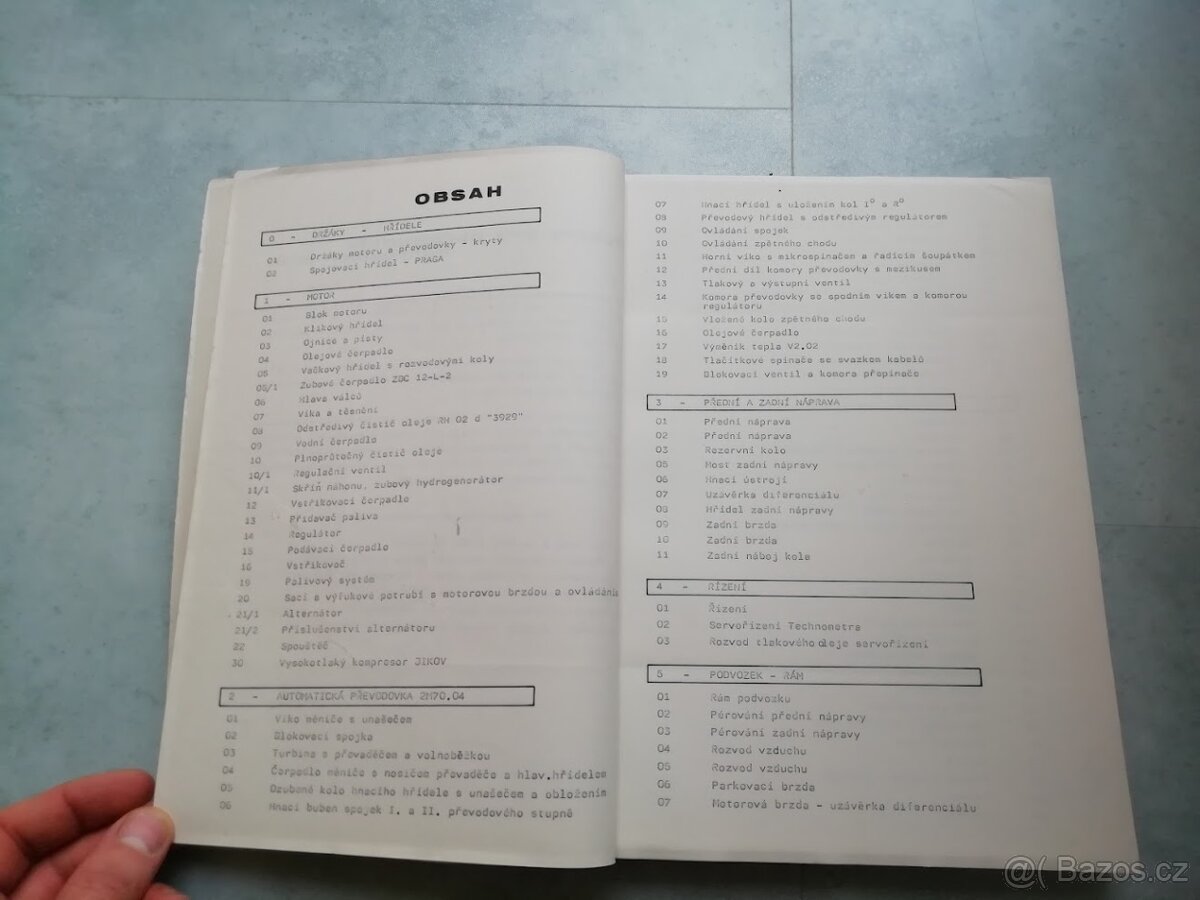 OBSAH
0 - DRŽÁKY - HŘÍDELE
01 Držáky motoru a převodovky - kryty
02 Spojovací hřídel - PRAGA
1 - MOTOR
01 Blok motoru
02 Klikový hřídel
03 Ojnice a písty
04 Olejové čerpadlo
05 Vačkový hřídel s rozvodovými koly
05/1 Zubové čerpadlo ZDC 12-L-2
06 Hlava válců
07 Víka a těsnění
08 Odstředivý čistič oleje RH 02 d "3929"
09 Vodní čerpadlo
10 Plnoprůtočný čistič oleje
10/1 Regulační ventil
11/1 Skříň náhonu, zubový hydrogenerátor
12 Vstřikovací čerpadlo
13 Přídavač paliva
14 Regulátor
15 Podávací čerpadlo
16 Vstřikovač
19 Palivový systém
20 Sací a výfukové potrubí s motorovou brzdou a ovládání
21/1 Alternátor
21/2 Příslušenství alternátoru
22 Spouštěč
30 Vysokotlaký kompresor JIKOV
2 - AUTOMATICKÁ PŘEVODOVKA 2M70.04
01 Víko měniče s unašečem
02 Blokovací spojka
03 Turbina s převáděčem a volnoběžkou
04 Čerpadlo měniče s nosičem převáděče a hlav.hřídelem
05 Ozubené kolo hnacího hřídele s unašečem a obložením
06 Hnací buben spojek I. a II. převodového stupně
07 Hnací hřídel s uložením kol I° a R°
08 Převodový hřídel s odstředivým regulátorem
09 Ovládání spojek
10 Ovládání zpětného chodu
11 Horní víko s mikrospínačem a řadícím šoupátkem
12 Přední díl komory převodovky s mezikusem
13 Tlakový a výstupní ventil
14 Komora převodovky se spodním víkem a komorou
regulátoru
15 Vložené kolo zpětného chodu
16 Olejové čerpadlo
17 Výměník tepla V2.02
18 Tlačítkové spínače se svazkem kabelů
19 Blokovací ventil a komora přepínače
3 - PŘEDNÍ A ZADNÍ NÁPRAVA
01 Přední náprava
02 Přední náprava
03 Rezervní kolo
05 Most zadní nápravy
06 Hnací ústrojí
07 Uzávěrka diferenciálu
08 Hřídel zadní nápravy
09 Zadní brzda
10 Zadní brzda
11 Zadní náboj kola
4 - ŘÍZENÍ
01 Řízení
02 Servořízení Technometra
03 Rozvod tlakového oleje servořízení
5 - PODVOZEK - RÁM
01 Rám podvozku
02 Pérování přední nápravy
03 Pérování zadní nápravy
04 Rozvod vzduchu
05 Rozvod vzduchu
06 Parkovací brzda
07 Motorová brzda - uzávěrka diferenciálu
@( Bazos.cz